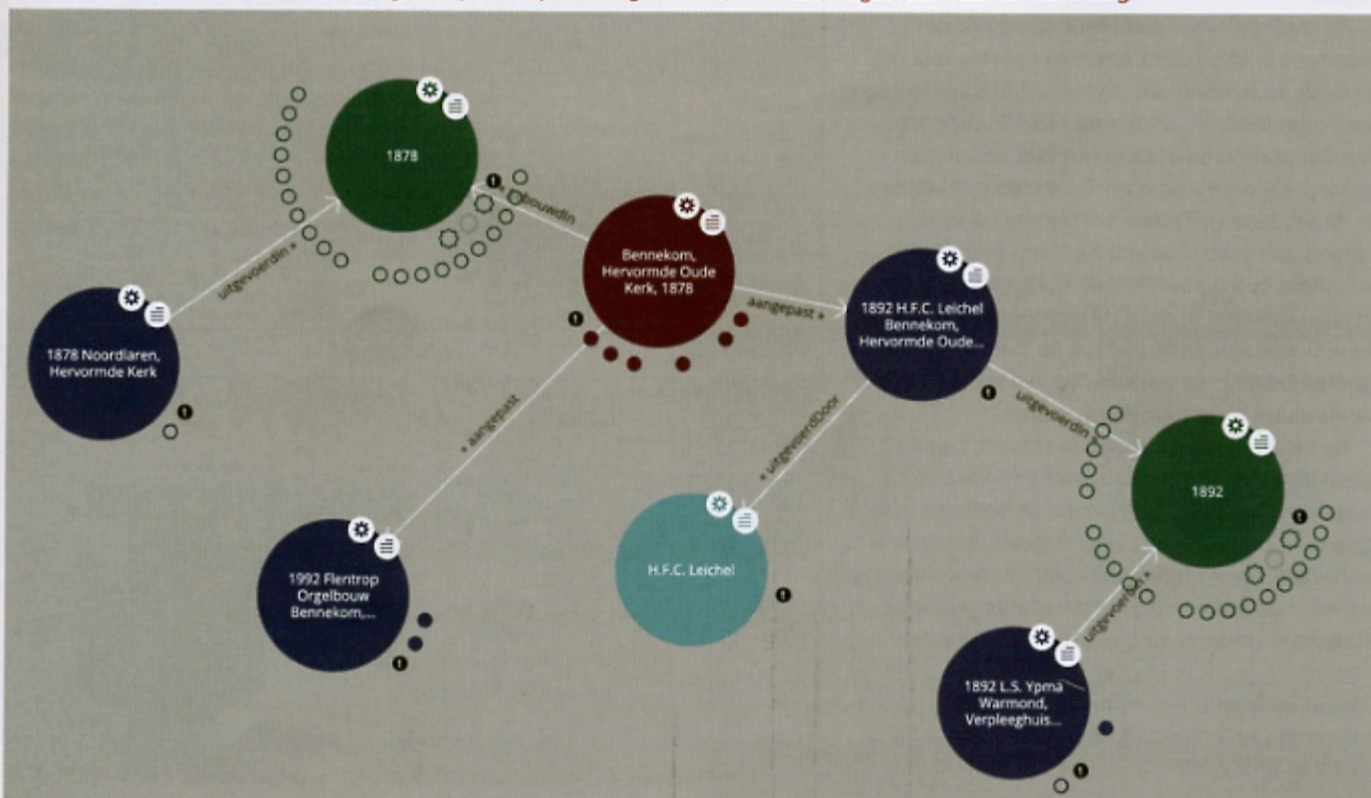 1878
Bennekom,
Hervormde Oude
Kerk, 1878
uitgevoerdin »
aangepast »
1892 H.F.C. Leichel
Bennekom,
Hervormde Oude...
1878 Noordlaren,
Hervormde Kerk
uitgevoerdin
« aangepast
« uitgevoerdDoor
1892
1992 Flentrop
Orgelbouw
Bennekom,...
H.F.C. Leichel
uitgevoerdin »
1892 L.S. Ypma
Warmond,
Verpleeghuis...